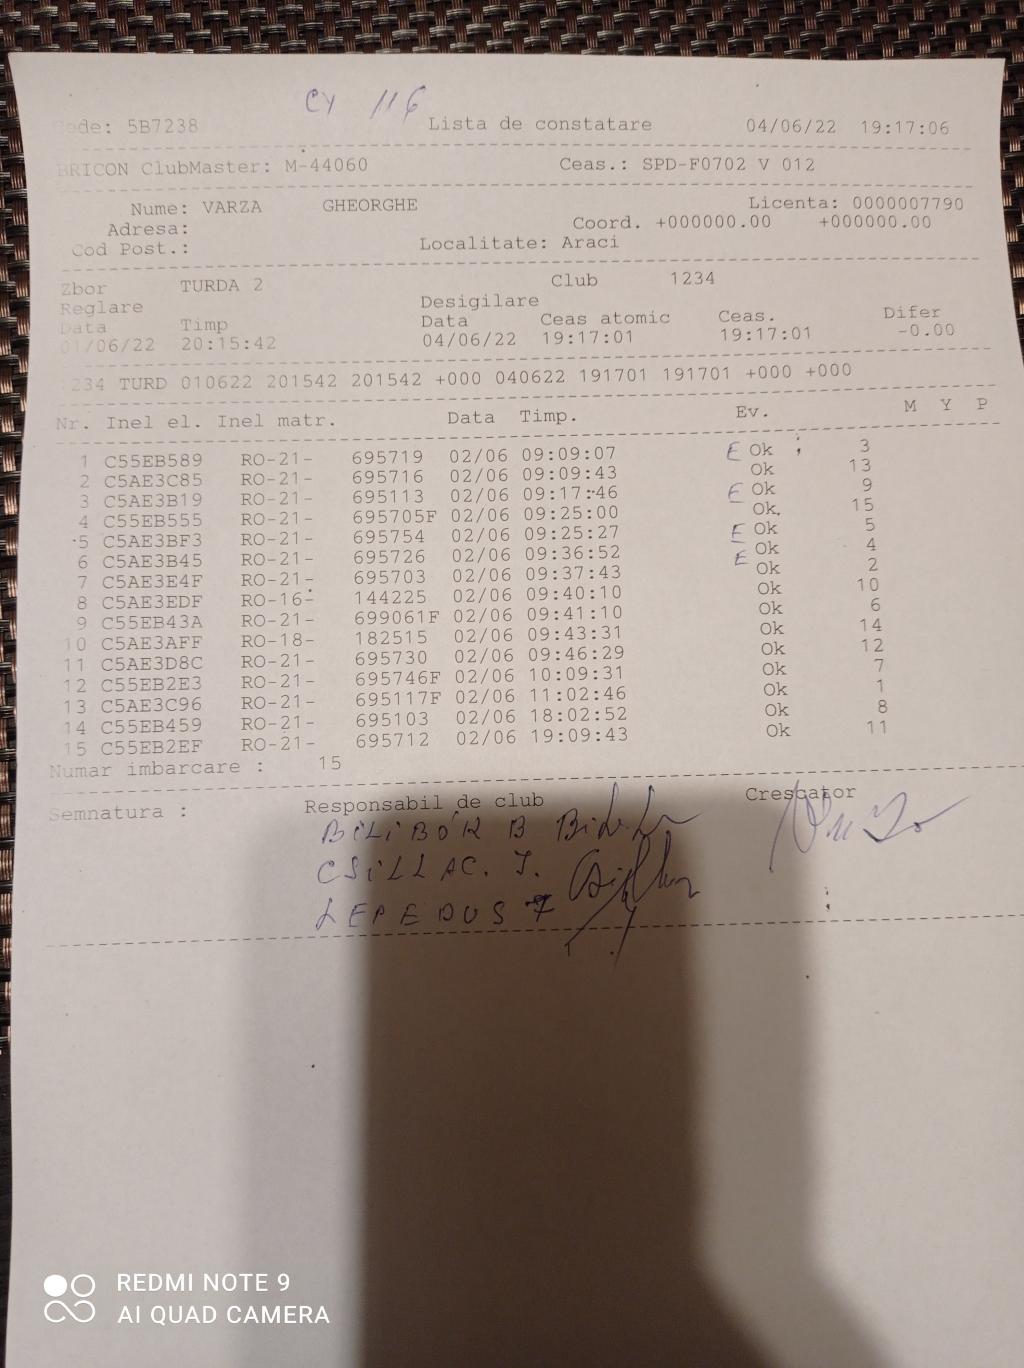 CY 116
Code: 5B7238 Lista de constatare 04/06/22 19:17:06
BRICON ClubMaster: M-44060 Ceas.: SPD-F0702 V 012
Nume: VARZA GHEORGHE Licenta: 0000007790
Adresa: Coord. +000000.00 +000000.00
Cod Post.: Localitate: Araci
Zbor TURDA 2 Club 1234
Reglare Desigilare
Data Timp Data Ceas atomic Ceas. Difer
01/06/22 20:15:42 04/06/22 19:17:01 19:17:01 -0.00
1234 TURD 010622 201542 201542 +000 040622 191701 191701 +000 +000
Nr. Inel el. Inel matr. Data Timp. Ev. M Y P
1 C55EB589 RO-21- 695719 02/06 09:09:07 E Ok 3
2 C5AE3C85 RO-21- 695716 02/06 09:09:43 Ok 13
3 C5AE3B19 RO-21- 695113 02/06 09:17:46 E Ok 9
4 C55EB555 RO-21- 695705F 02/06 09:25:00 Ok 15
5 C5AE3BF3 RO-21- 695754 02/06 09:25:27 E Ok 5
6 C5AE3B45 RO-21- 695726 02/06 09:36:52 E Ok 4
7 C5AE3E4F RO-21- 695703 02/06 09:37:43 Ok 2
8 C5AE3EDF RO-16- 144225 02/06 09:40:10 Ok 10
9 C55EB43A RO-21- 699061F 02/06 09:41:10 Ok 6
10 C5AE3AFF RO-18- 182515 02/06 09:43:31 Ok 14
11 C5AE3D8C RO-21- 695730 02/06 09:46:29 Ok 12
12 C55EB2E3 RO-21- 695746F 02/06 10:09:31 Ok 7
13 C5AE3C96 RO-21- 695117F 02/06 11:02:46 Ok 1
14 C55EB459 RO-21- 695103 02/06 18:02:52 Ok 8
15 C55EB2EF RO-21- 695712 02/06 19:09:43 Ok 11
Numar imbarcare : 15
Semnatura : Responsabil de club Crescator
BiLiBOR B
CSiLLAG. J.
LEPEDUS
REDMI NOTE 9
AI QUAD CAMERA